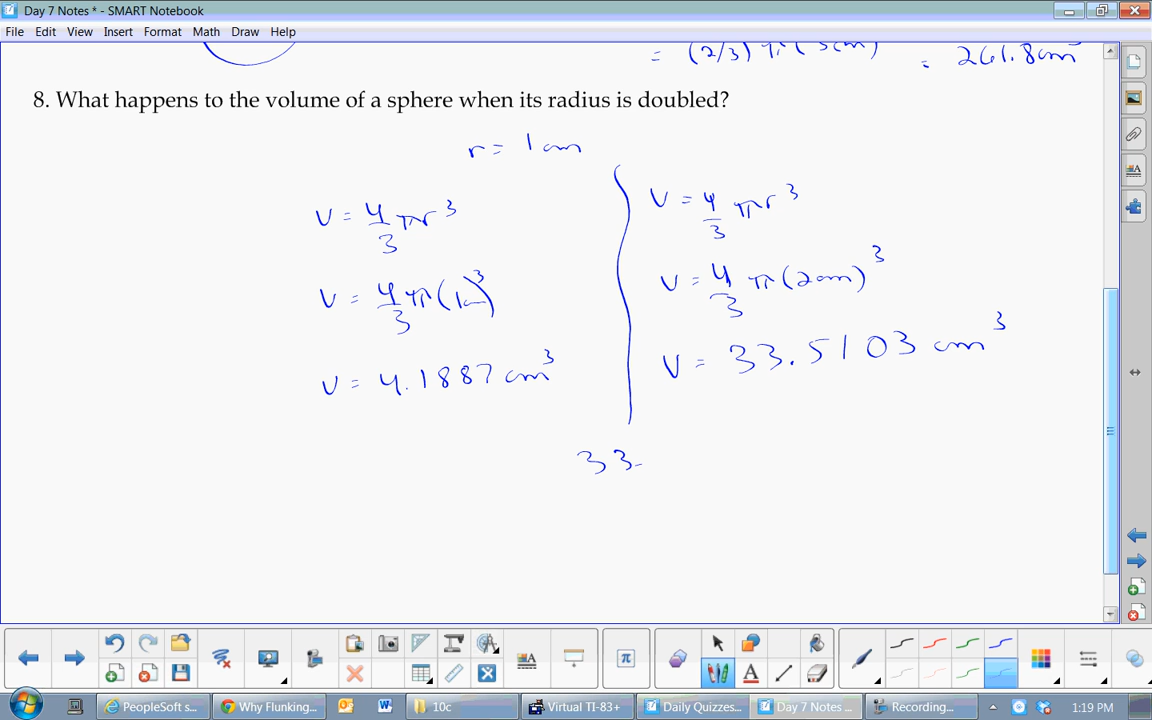 Day 7 Notes * - SMART Notebook
File Edit View Insert Format Math Draw Help
= (2/3) π (5cm) = 261.8cm
8. What happens to the volume of a sphere when its radius is doubled?
r = 1 cm
V = 4/3 πr³
V = 4/3 π(1cm)³
V = 4.1887 cm³
V = 4/3 πr³
V = 4/3 π(2cm)³
V = 33.5103 cm³
33.
π
A
PeopleSoft s... Why Flunking... 10c Virtual TI-83+ Daily Quizzes... Day 7 Notes ... Recording... 1:19 PM